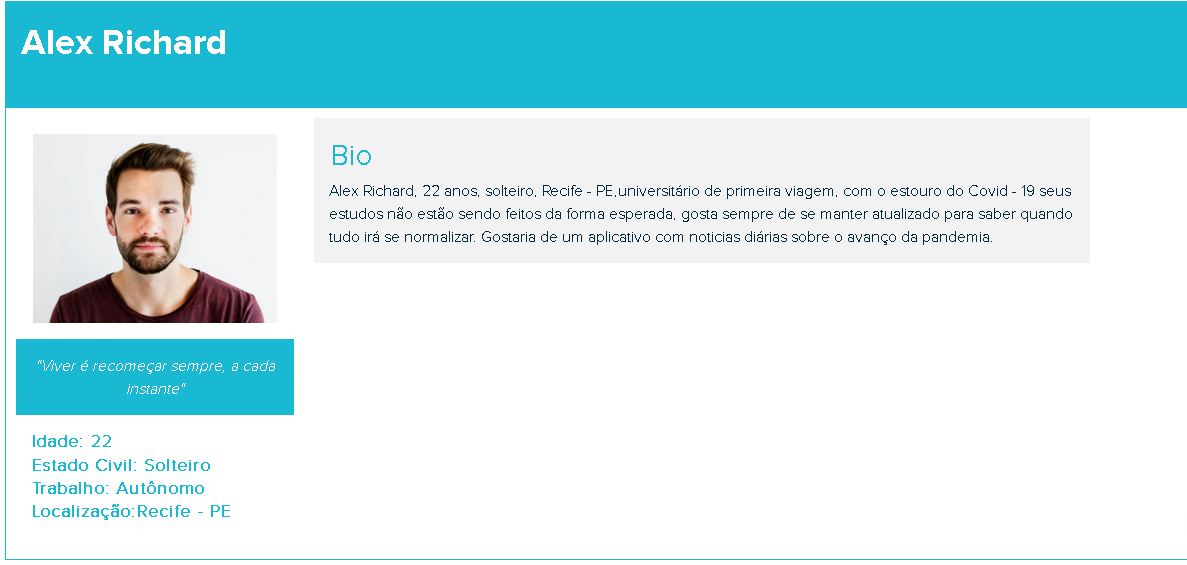 Alex Richard
Bio
Alex Richard, 22 anos, solteiro, Recife - PE,universitário de primeira viagem, com o estouro do Covid - 19 seus
estudos não estão sendo feitos da forma esperada, gosta sempre de se manter atualizado para saber quando
tudo irá se normalizar. Gostaria de um aplicativo com noticias diárias sobre o avanço da pandemia.
"Viver é recomeçar sempre, a cada
instante"
Idade: 22
Estado Civil: Solteiro
Trabalho: Autônomo
Localização:Recife - PE